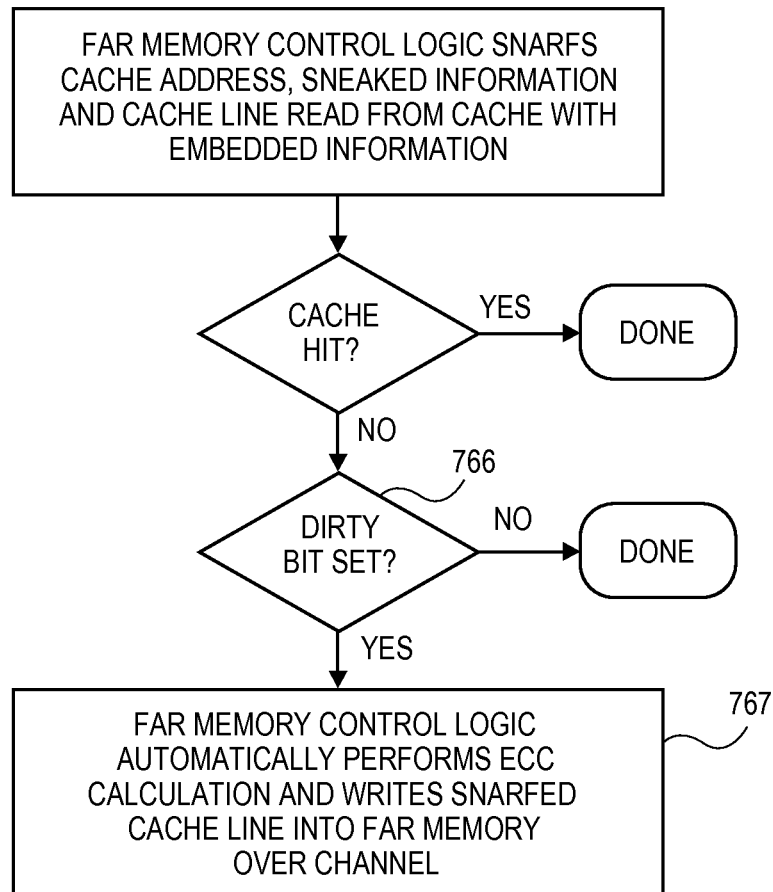 FAR MEMORY CONTROL LOGIC SNARFS
CACHE ADDRESS, SNEAKED INFORMATION
AND CACHE LINE READ FROM CACHE WITH
EMBEDDED INFORMATION
CACHE
HIT?
YES
DONE
NO
766
DIRTY
BIT SET?
NO
DONE
YES
767
FAR MEMORY CONTROL LOGIC
AUTOMATICALLY PERFORMS ECC
CALCULATION AND WRITES SNARFED
CACHE LINE INTO FAR MEMORY
OVER CHANNEL